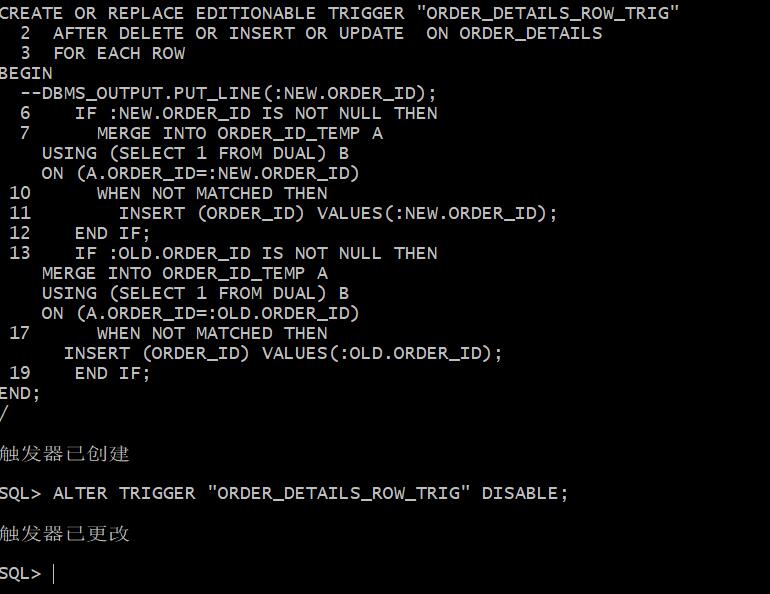 CREATE OR REPLACE EDITIONABLE TRIGGER "ORDER_DETAILS_ROW_TRIG"
  2  AFTER DELETE OR INSERT OR UPDATE  ON ORDER_DETAILS
  3  FOR EACH ROW
BEGIN
  --DBMS_OUTPUT.PUT_LINE(:NEW.ORDER_ID);
  6    IF :NEW.ORDER_ID IS NOT NULL THEN
  7      MERGE INTO ORDER_ID_TEMP A
    USING (SELECT 1 FROM DUAL) B
    ON (A.ORDER_ID=:NEW.ORDER_ID)
 10      WHEN NOT MATCHED THEN
 11        INSERT (ORDER_ID) VALUES(:NEW.ORDER_ID);
 12    END IF;
 13    IF :OLD.ORDER_ID IS NOT NULL THEN
    MERGE INTO ORDER_ID_TEMP A
    USING (SELECT 1 FROM DUAL) B
    ON (A.ORDER_ID=:OLD.ORDER_ID)
 17      WHEN NOT MATCHED THEN
      INSERT (ORDER_ID) VALUES(:OLD.ORDER_ID);
 19    END IF;
END;
/
触发器已创建
SQL> ALTER TRIGGER "ORDER_DETAILS_ROW_TRIG" DISABLE;
触发器已更改
SQL>